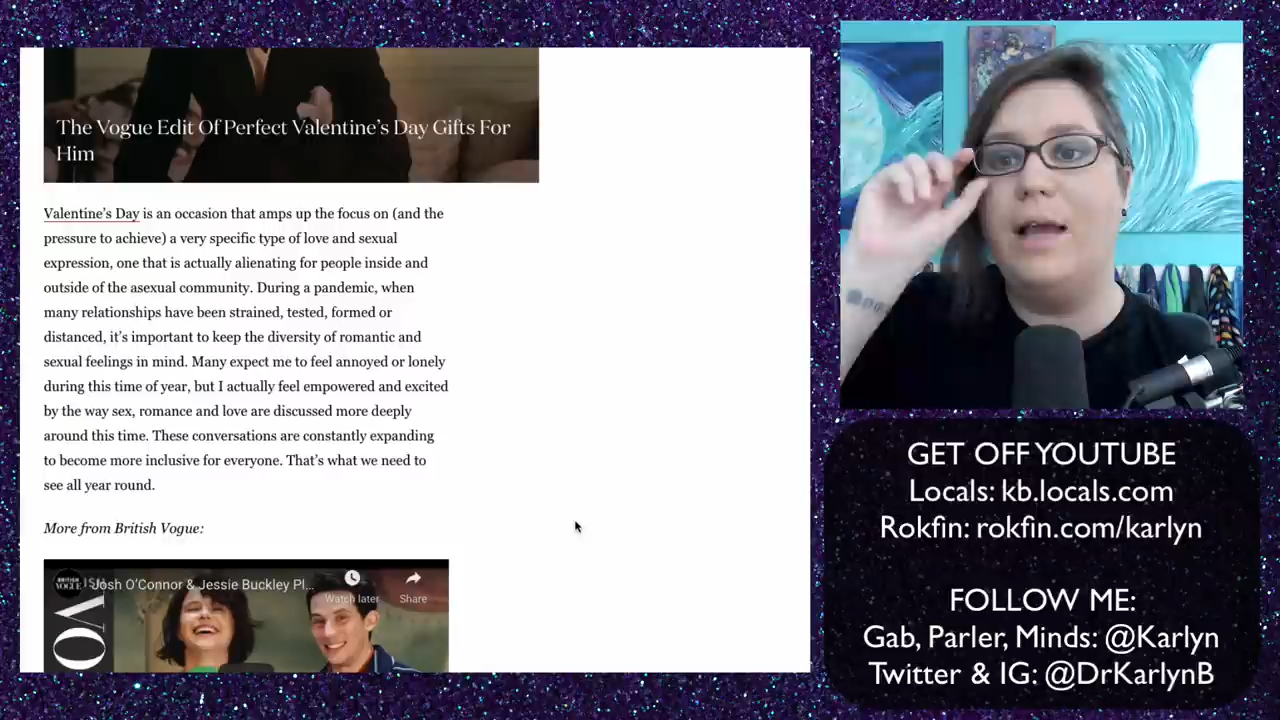 The Vogue Edit Of Perfect Valentine's Day Gifts For
Him
Valentine's Day is an occasion that amps up the focus on (and the
pressure to achieve) a very specific type of love and sexual
expression, one that is actually alienating for people inside and
outside of the asexual community. During a pandemic, when
many relationships have been strained, tested, formed or
distanced, it's important to keep the diversity of romantic and
sexual feelings in mind. Many expect me to feel annoyed or lonely
during this time of year, but I actually feel empowered and excited
by the way sex, romance and love are discussed more deeply
around this time. These conversations are constantly expanding
to become more inclusive for everyone. That's what we need to
see all year round.
More from British Vogue:
BRITISH
VOGUE
Josh O'Connor & Jessie Buckley Pl...
Watch later
Share
GET OFF YOUTUBE
Locals: kb.locals.com
Rokfin: rokfin.com/karlyn
FOLLOW ME:
Gab, Parler, Minds: @Karlyn
Twitter & IG: @DrKarlynB